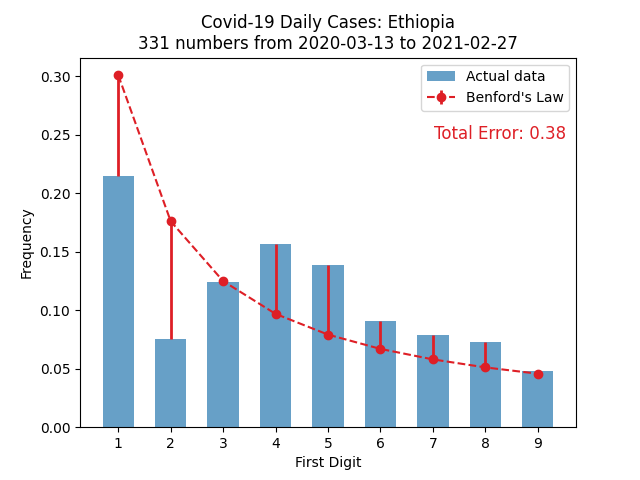 Covid-19 Daily Cases: Ethiopia
331 numbers from 2020-03-13 to 2021-02-27
Actual data
Benford's Law
Total Error: 0.38
Frequency
0.30
0.25
0.20
0.15
0.10
0.05
0.00
1 2 3 4 5 6 7 8 9
First Digit